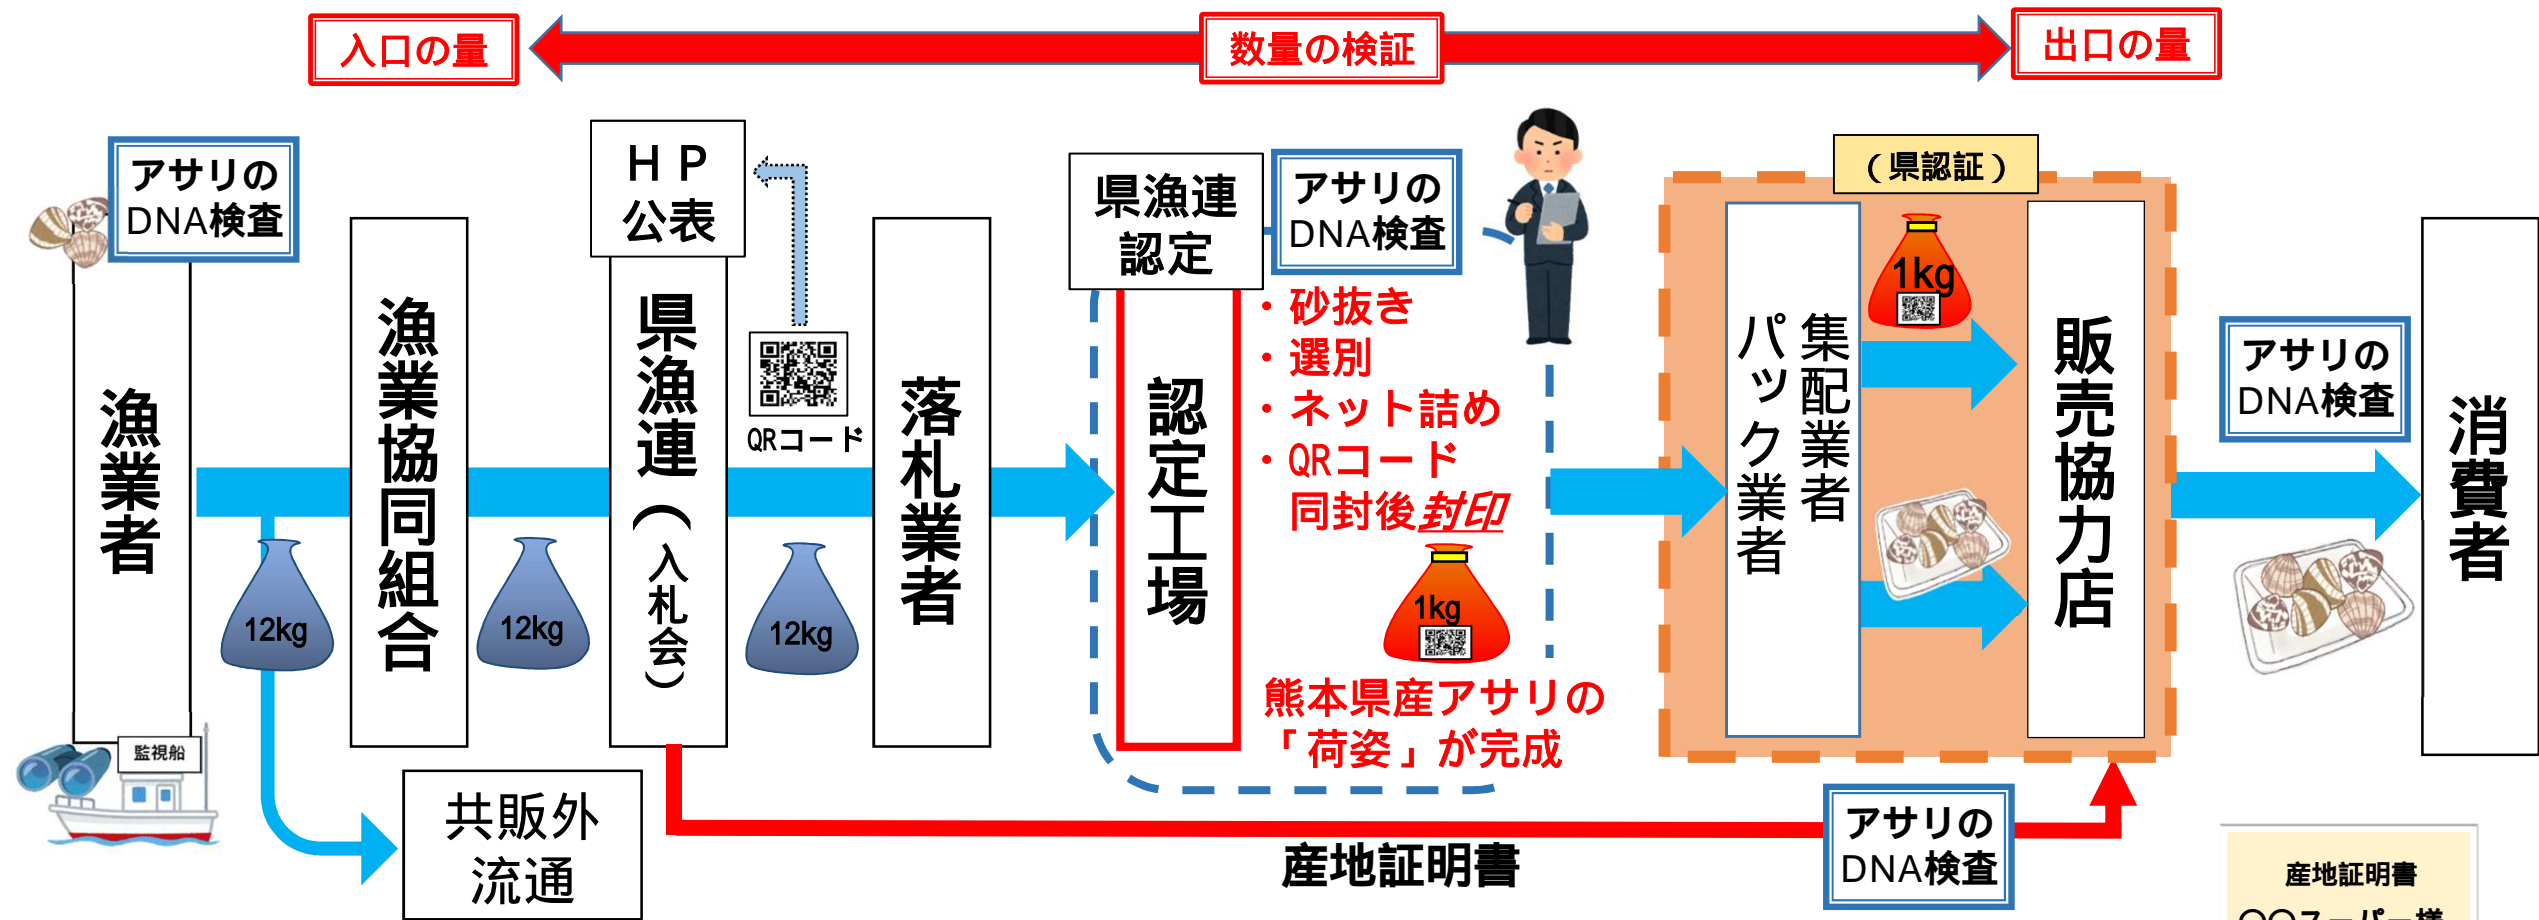 入口の量
数量の検証
出口の量
アサリの
DNA検査
漁業者
監視船
12kg
漁業協同組合
共販外
流通
12kg
ＨＰ
公表
県漁連（入札会）
QRコード
12kg
落札業者
県漁連
認定
認定工場
アサリの
DNA検査
・砂抜き
・選別
・ネット詰め
・QRコード
同封後封印
1kg
熊本県産アサリの
「荷姿」が完成
産地証明書
（県認証）
集配業者
パック業者
1kg
販売協力店
アサリの
DNA検査
アサリの
DNA検査
消費者
産地証明書
〇〇スーパー様